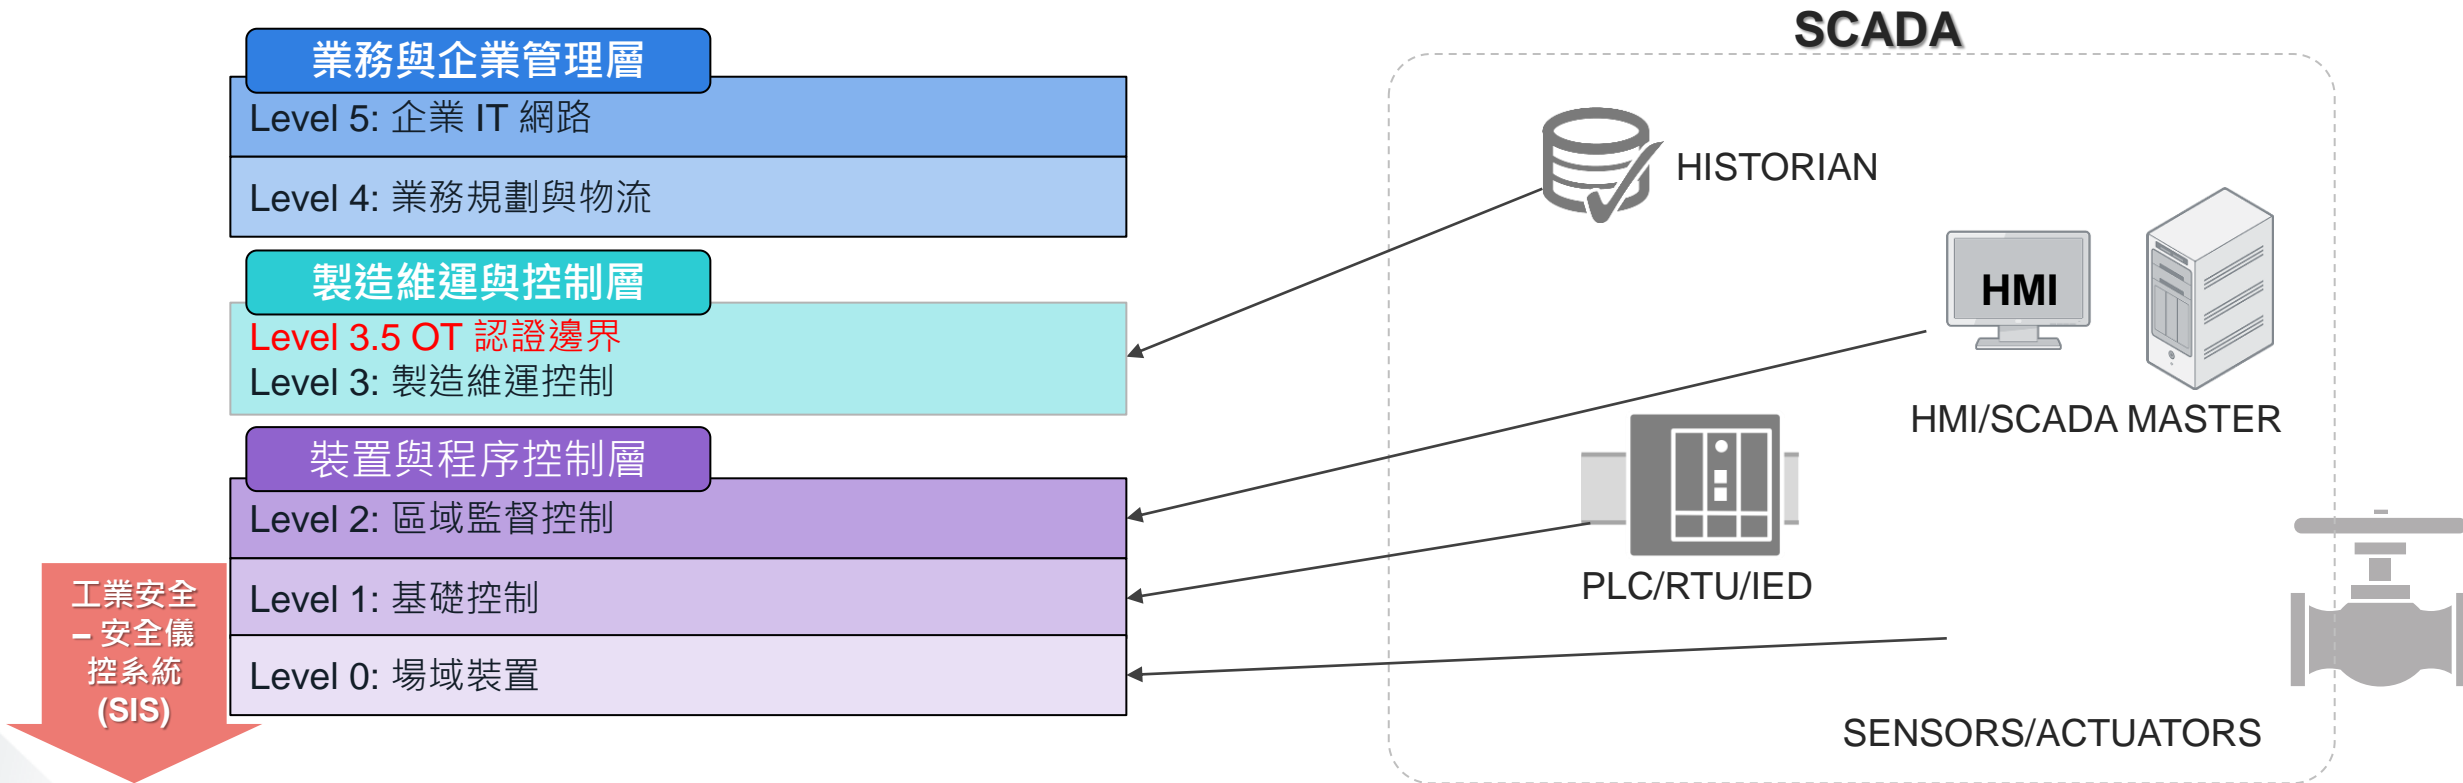 業務與企業管理層
Level 5: 企業 IT 網路
Level 4: 業務規劃與物流
製造維運與控制層
Level 3.5 OT 認證邊界
Level 3: 製造維運控制
裝置與程序控制層
Level 2: 區域監督控制
Level 1: 基礎控制
Level 0: 場域裝置
工業安全
– 安全儀
控系統
(SIS)
SCADA
HISTORIAN
HMI
HMI/SCADA MASTER
PLC/RTU/IED
SENSORS/ACTUATORS